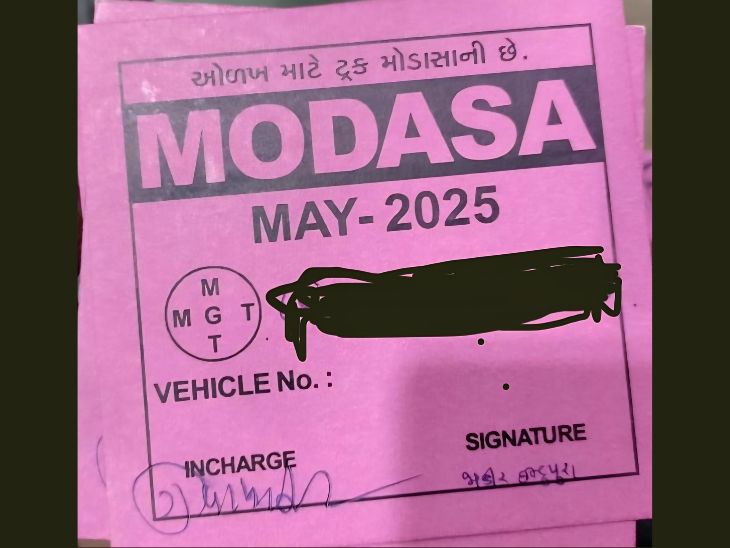 ઓળખ માટે ટ્રક મોડાસાની છે.
MODASA
MAY- 2025
M
M G T
T
VEHICLE No. :
SIGNATURE
INCHARGE